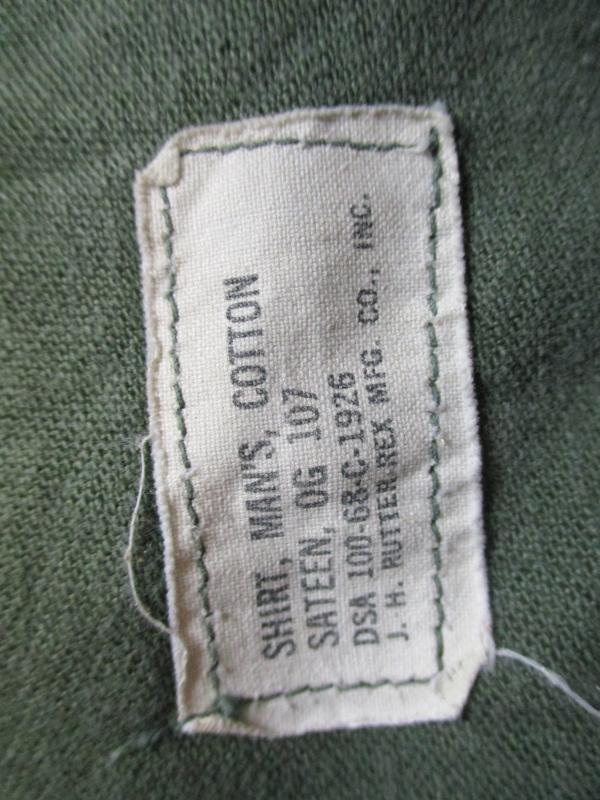 SHIRT, MAN'S, COTTON
SATEEN, OG 107
DSA 100-68-C-1926
J. H. RUTTER-REX MFG. CO., INC.